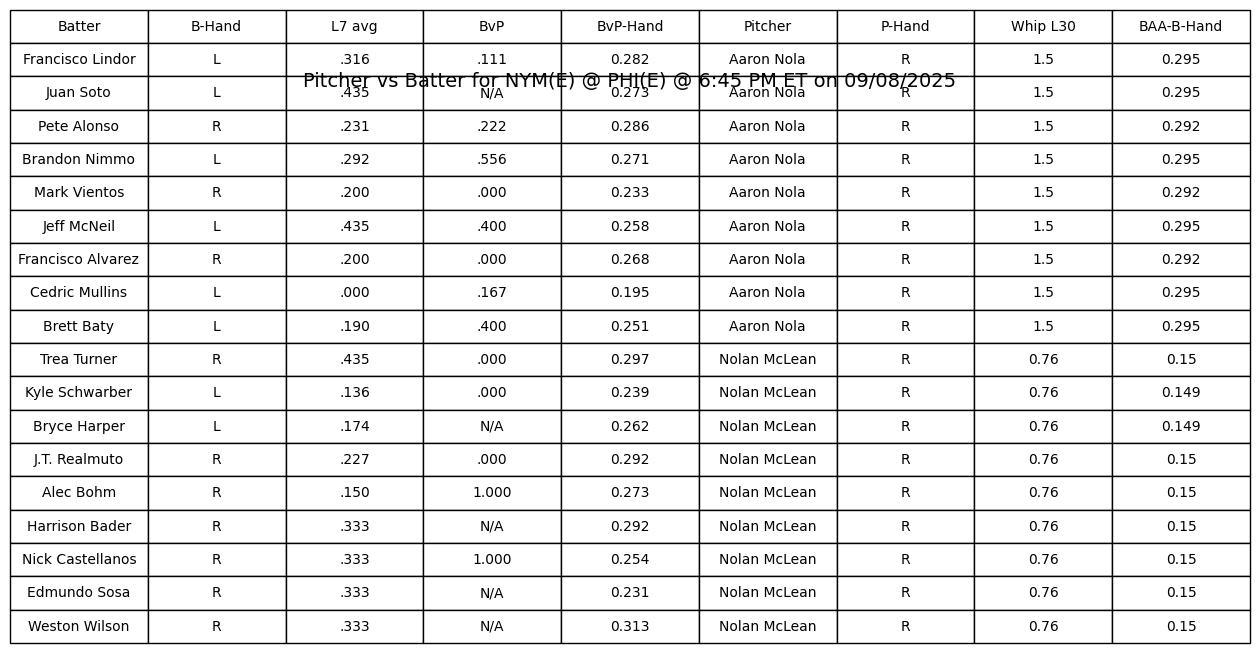 Batter B-Hand L7 avg BvP BvP-Hand Pitcher P-Hand Whip L30 BAA-B-Hand
Francisco Lindor L .316 .111 0.282 Aaron Nola R 1.5 0.295
Pitcher vs Batter for NYM(E) @ PHI(E) @ 6:45 PM ET on 09/08/2025
Juan Soto L .435 N/A 0.273 Aaron Nola R 1.5 0.295
Pete Alonso R .231 .222 0.286 Aaron Nola R 1.5 0.292
Brandon Nimmo L .292 .556 0.271 Aaron Nola R 1.5 0.295
Mark Vientos R .200 .000 0.233 Aaron Nola R 1.5 0.292
Jeff McNeil L .435 .400 0.258 Aaron Nola R 1.5 0.295
Francisco Alvarez R .200 .000 0.268 Aaron Nola R 1.5 0.292
Cedric Mullins L .000 .167 0.195 Aaron Nola R 1.5 0.295
Brett Baty L .190 .400 0.251 Aaron Nola R 1.5 0.295
Trea Turner R .435 .000 0.297 Nolan McLean R 0.76 0.15
Kyle Schwarber L .136 .000 0.239 Nolan McLean R 0.76 0.149
Bryce Harper L .174 N/A 0.262 Nolan McLean R 0.76 0.149
J.T. Realmuto R .227 .000 0.292 Nolan McLean R 0.76 0.15
Alec Bohm R .150 1.000 0.273 Nolan McLean R 0.76 0.15
Harrison Bader R .333 N/A 0.292 Nolan McLean R 0.76 0.15
Nick Castellanos R .333 1.000 0.254 Nolan McLean R 0.76 0.15
Edmundo Sosa R .333 N/A 0.231 Nolan McLean R 0.76 0.15
Weston Wilson R .333 N/A 0.313 Nolan McLean R 0.76 0.15